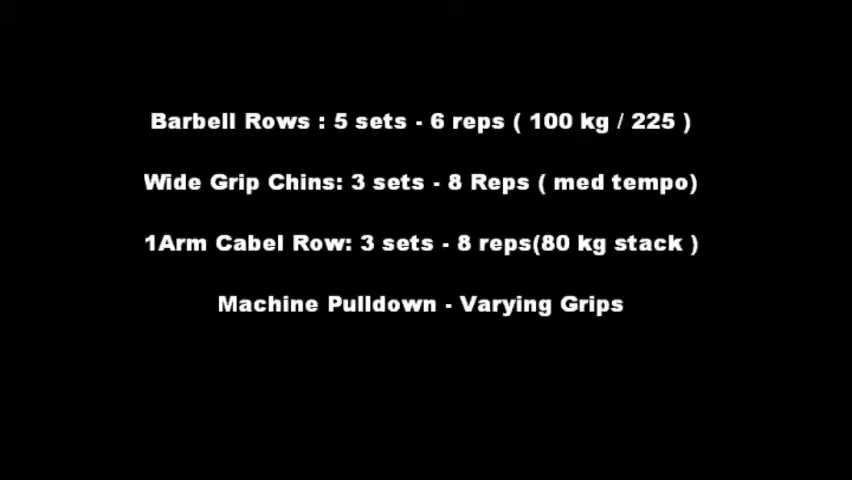 Barbell Rows : 5 sets - 6 reps ( 100 kg / 225 )
Wide Grip Chins: 3 sets - 8 Reps ( med tempo)
1Arm Cabel Row: 3 sets - 8 reps(80 kg stack )
Machine Pulldown - Varying Grips